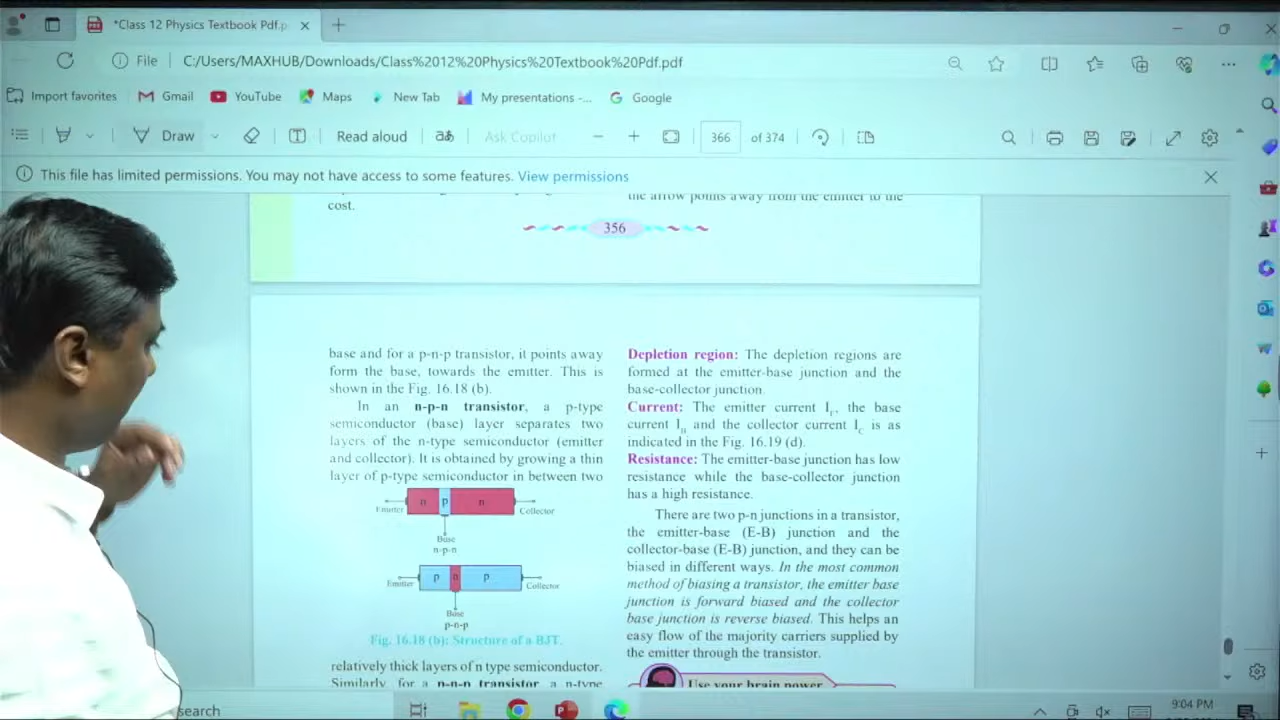 *Class 12 Physics Textbook Pdf.p
File
C:/Users/MAXHUB/Downloads/Class%2012%20Physics%20Textbook%20Pdf.pdf
Import favorites
Gmail
YouTube
Maps
New Tab
My presentations -...
Google
Draw
Read aloud
Ask Copilot
366
of 374
This file has limited permissions. You may not have access to some features. View permissions
cost.
the arrow points away from the emitter to the
356
base and for a p-n-p transistor, it points away
form the base, towards the emitter. This is
shown in the Fig. 16.18 (b).
In an n-p-n transistor, a p-type
semiconductor (base) layer separates two
layers of the n-type semiconductor (emitter
and collector). It is obtained by growing a thin
layer of p-type semiconductor in between two
n p n
Emitter
Collector
Base
n-p-n
p n p
Emitter
Collector
Base
p-n-p
Fig. 16.18 (b): Structure of a BJT.
relatively thick layers of n type semiconductor.
Similarly for a transistor a n-type
Depletion region: The depletion regions are
formed at the emitter-base junction and the
base-collector junction.
Current: The emitter current I, the base
current I and the collector current IC is as
indicated in the Fig. 16.19 (d).
Resistance: The emitter-base junction has low
resistance while the base-collector junction
has a high resistance.
There are two p-n junctions in a transistor,
the emitter-base (E-B) junction and the
collector-base (E-B) junction, and they can be
biased in different ways. In the most common
method of biasing a transistor, the emitter base
junction is forward biased and the collector
base junction is reverse biased. This helps an
easy flow of the majority carriers supplied by
the emitter through the transistor.
Use your brain power
search
9:04 PM